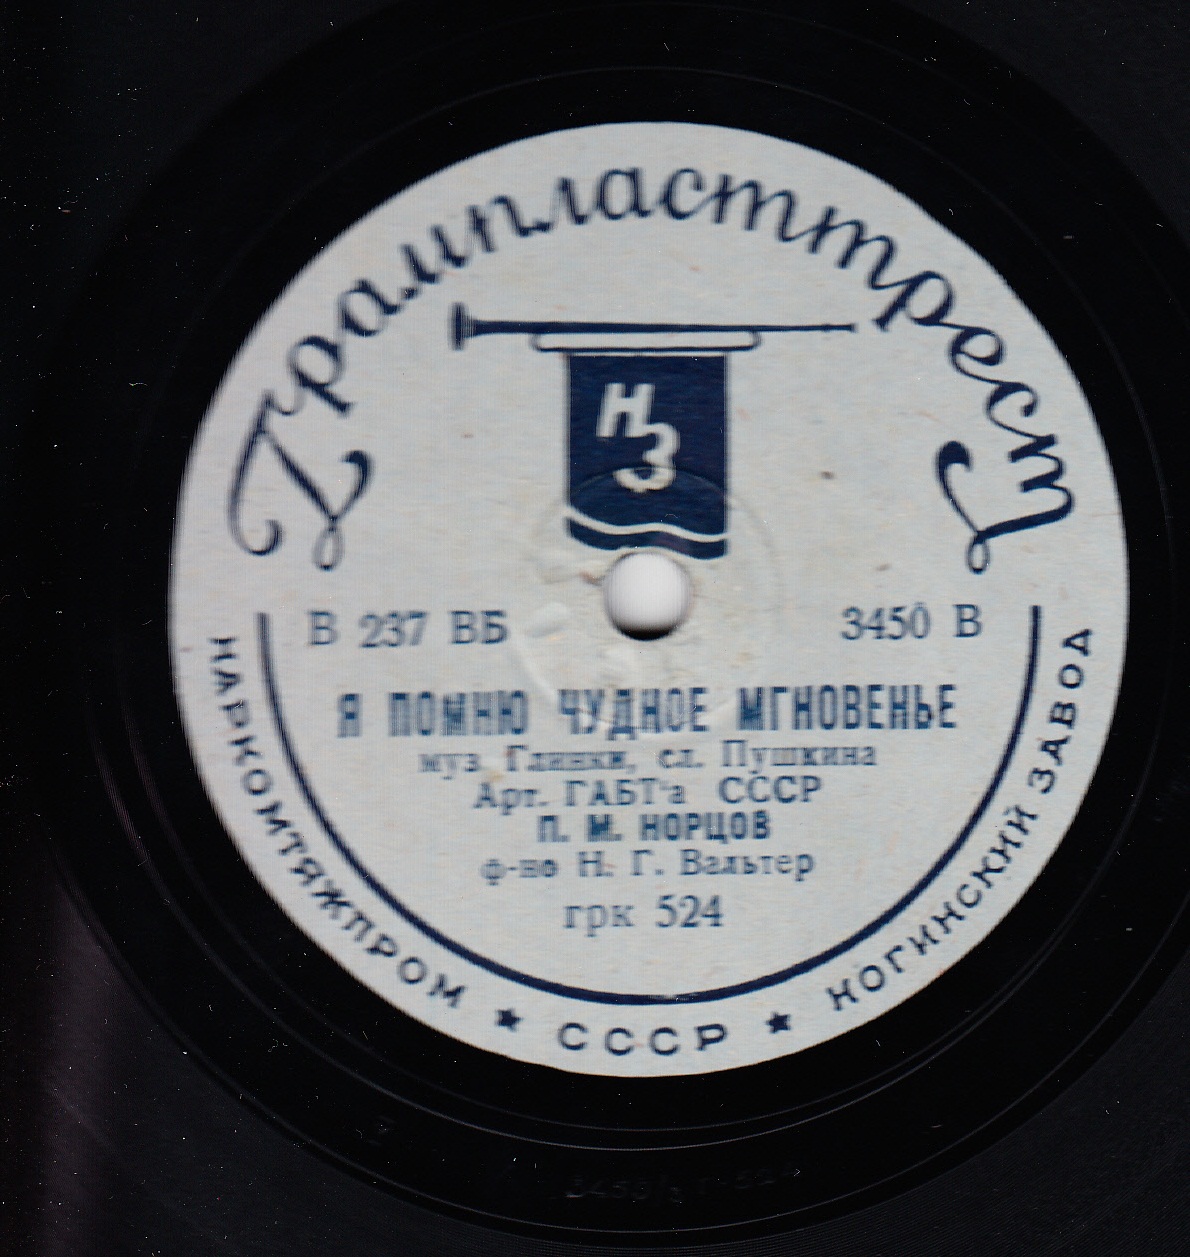 Грампласттрест
НЗ
В 237 ВБ
3450 В
Я ПОМНЮ ЧУДНОЕ МГНОВЕНЬЕ
муз. Глинки, сл. Пушкина
Арт. ГАБТ'а СССР
П. М. НОРЦОВ
ф-но Н. Г. Вальтер
грк 524
НАРКОМТЯЖПРОМ ★ СССР ★ НОГИНСКИЙ ЗАВОД